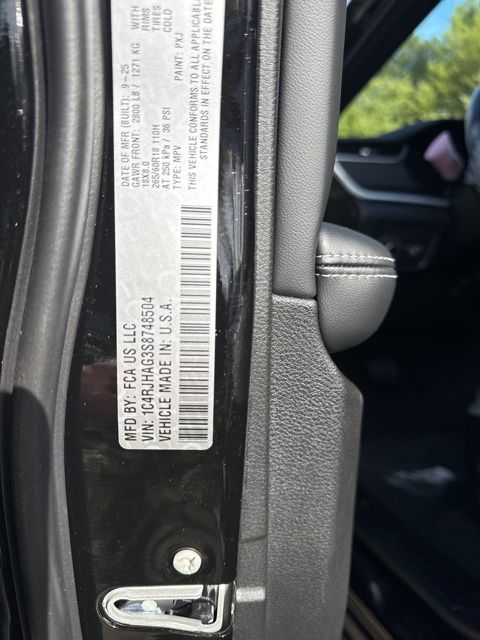 MFD BY: FCA US LLC
DATE OF MFR (BUILT): 9-25
GAWR FRONT: 2800 LB / 1271 KG WITH
18X8.0 RIMS
265/60R18 110H TIRES
AT 250 kPa / 36 PSI COLD
VIN: 1C4RJHAG3S8748504
TYPE: MPV PAINT: PXJ
VEHICLE MADE IN: U.S.A.
THIS VEHICLE CONFORMS TO ALL APPLICABLE
STANDARDS IN EFFECT ON THE DATE